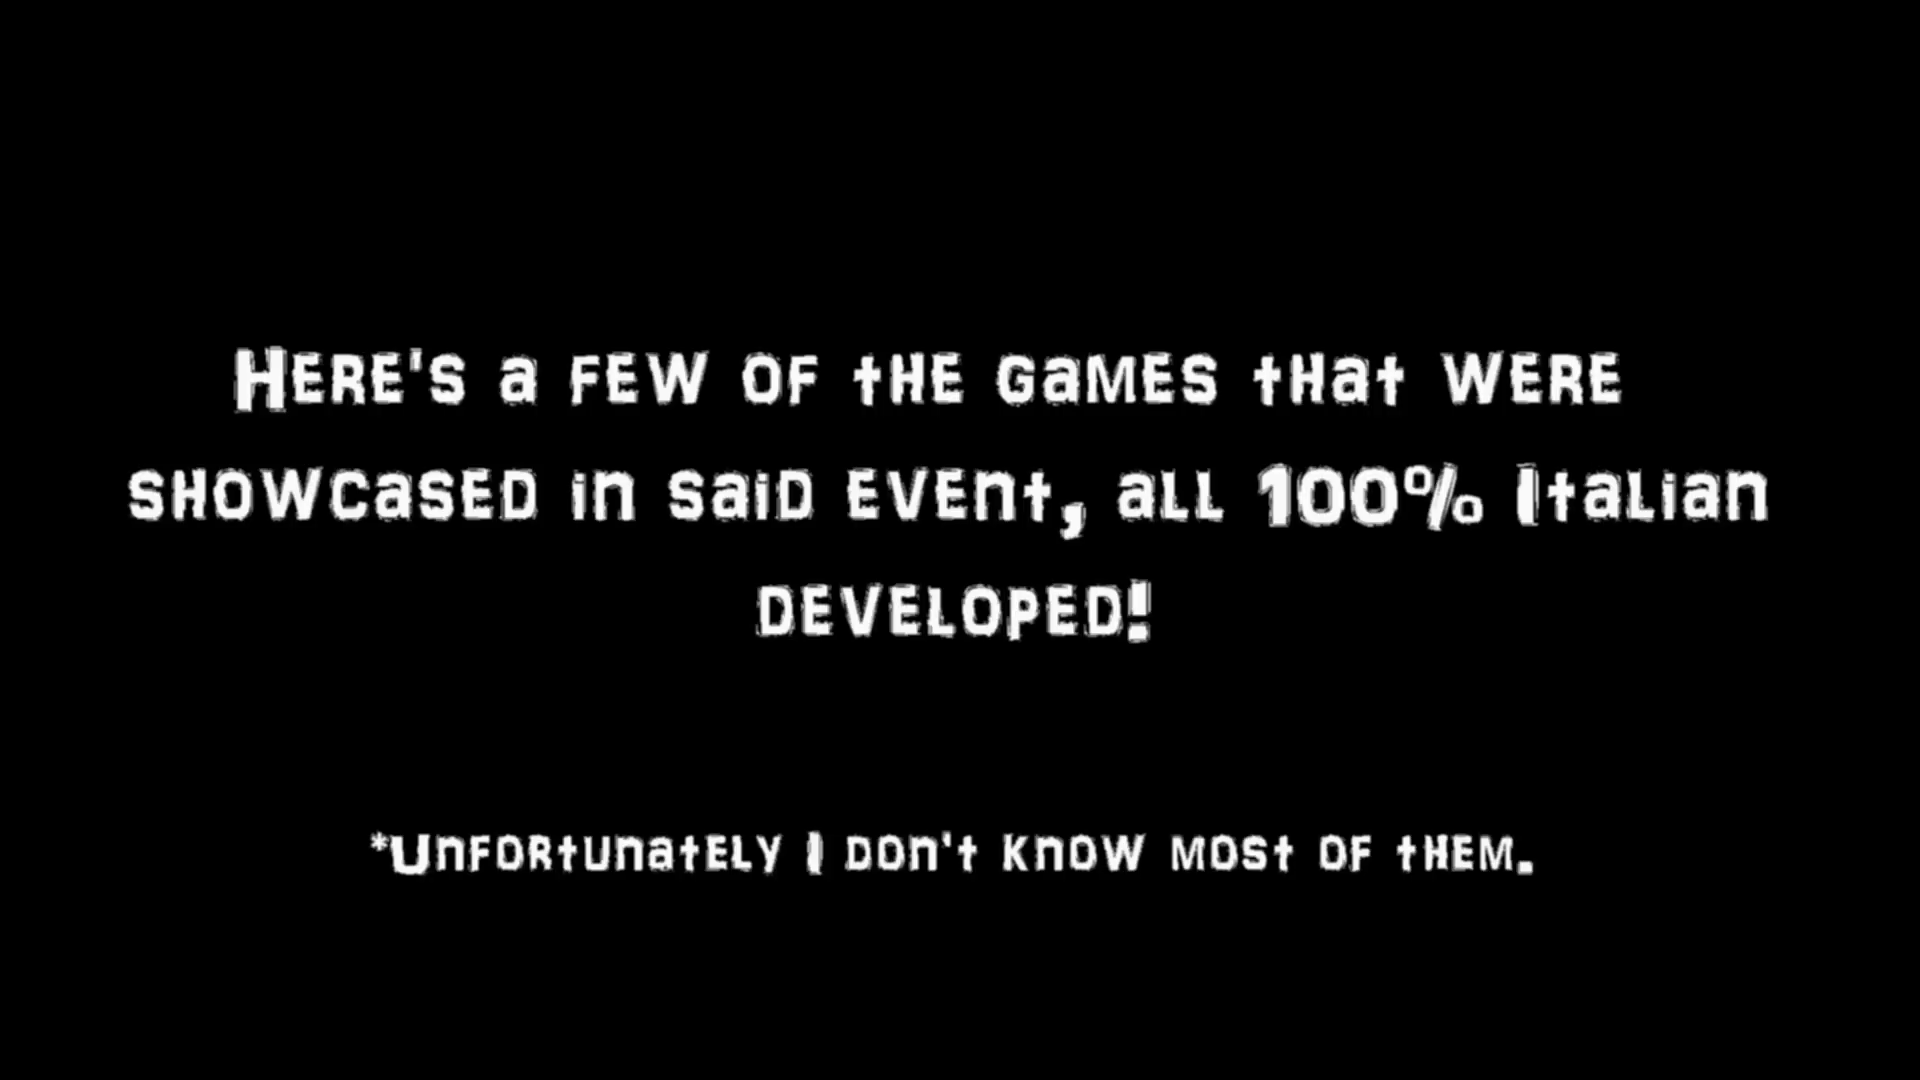 Here's a few of the games that were
showcased in said event, all 100% Italian
developed!
*Unfortunately I don't know most of them.